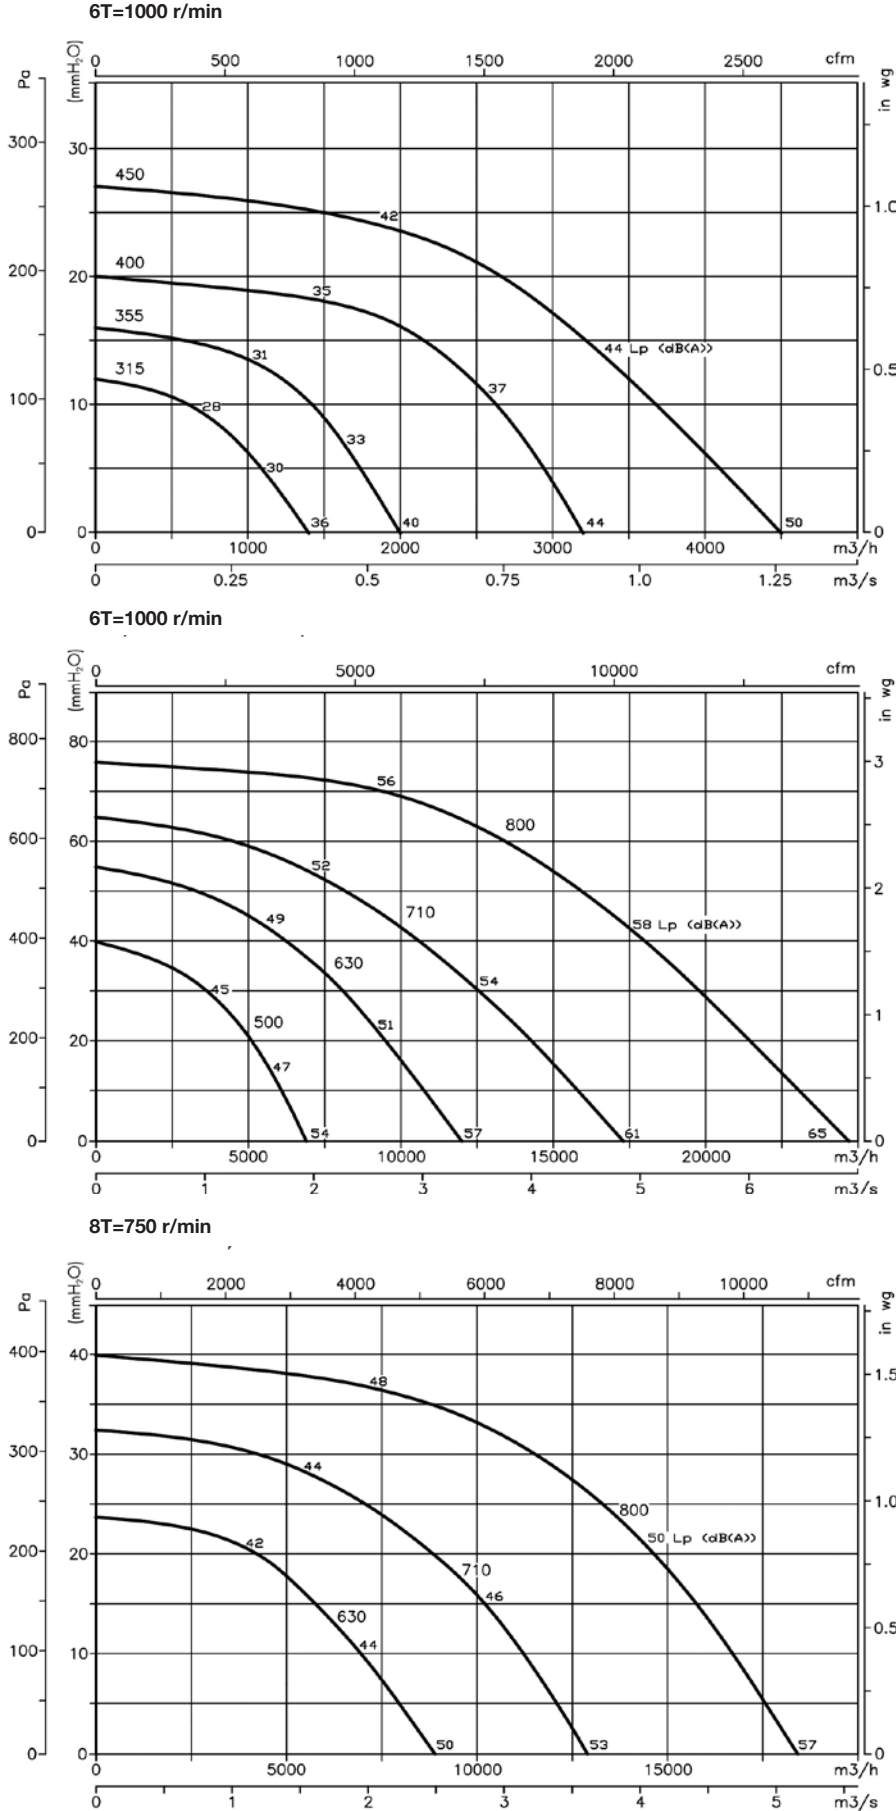 6T=1000 r/min
0 500 1000 1500 2000 2500 cfm
Pa (mmH₂O) in wg
300 30
450
42
1.0
400
200 20
35
355
31
44 Lp (dB(A))
315
0.5
37
100 10
28
33
30
36 40 44 50
0 0 0
0 1000 2000 3000 4000 m3/h
0 0.25 0.5 0.75 1.0 1.25 m3/s
6T=1000 r/min
0 5000 10000 cfm
Pa (mmH₂O) in wg
800 80
3
56
800
600 60
52
2
710
49
58 Lp (dB(A))
400 40
630
54
45
1
500 51
200 20
47
54 57 61 65
0 0 0
0 5000 10000 15000 20000 m3/h
0 1 2 3 4 5 6 m3/s
8T=750 r/min
0 2000 4000 6000 8000 10000 cfm
Pa (mmH₂O) in wg
400 40
1.5
48
300 30
44
1.0
800
42
50 Lp (dB(A))
200 20
710
46
630
0.5
44
100 10
50 53 57
0 0 0
0 5000 10000 15000 m3/h
0 1 2 3 4 5 m3/s